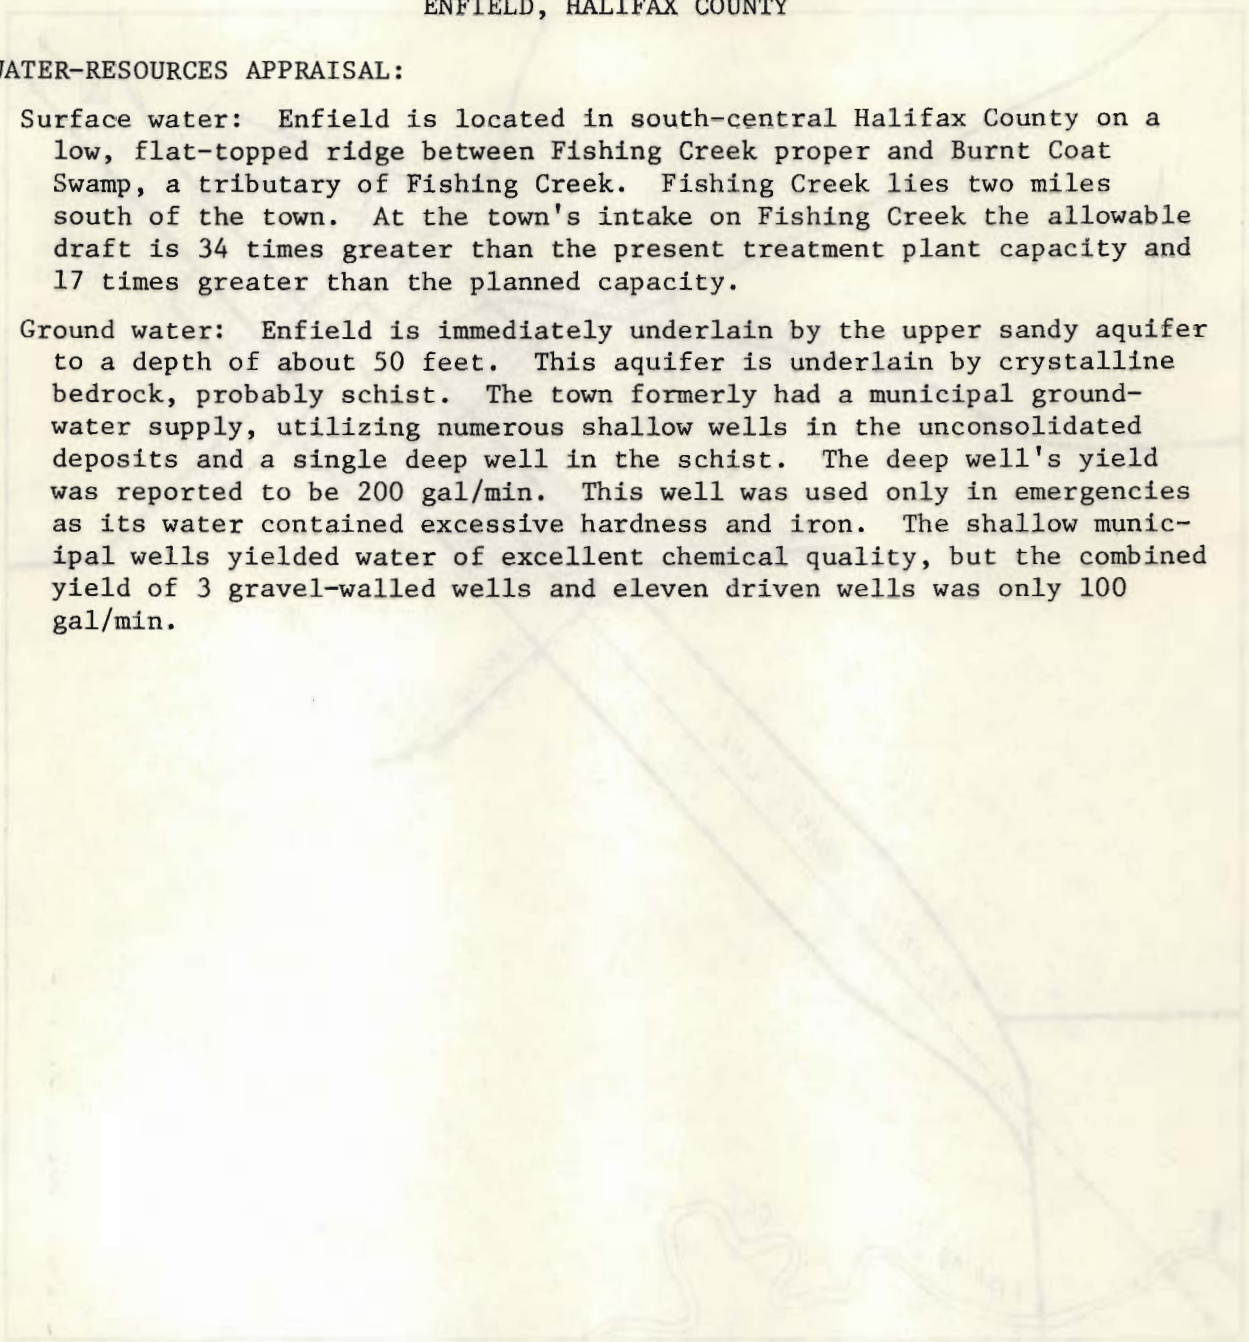 ENFIELD, HALIFAX COUNTY
WATER-RESOURCES APPRAISAL:
Surface water: Enfield is located in south-central Halifax County on a
low, flat-topped ridge between Fishing Creek proper and Burnt Coat
Swamp, a tributary of Fishing Creek. Fishing Creek lies two miles
south of the town. At the town's intake on Fishing Creek the allowable
draft is 34 times greater than the present treatment plant capacity and
17 times greater than the planned capacity.
Ground water: Enfield is immediately underlain by the upper sandy aquifer
to a depth of about 50 feet. This aquifer is underlain by crystalline
bedrock, probably schist. The town formerly had a municipal ground-
water supply, utilizing numerous shallow wells in the unconsolidated
deposits and a single deep well in the schist. The deep well's yield
was reported to be 200 gal/min. This well was used only in emergencies
as its water contained excessive hardness and iron. The shallow munic-
ipal wells yielded water of excellent chemical quality, but the combined
yield of 3 gravel-walled wells and eleven driven wells was only 100
gal/min.